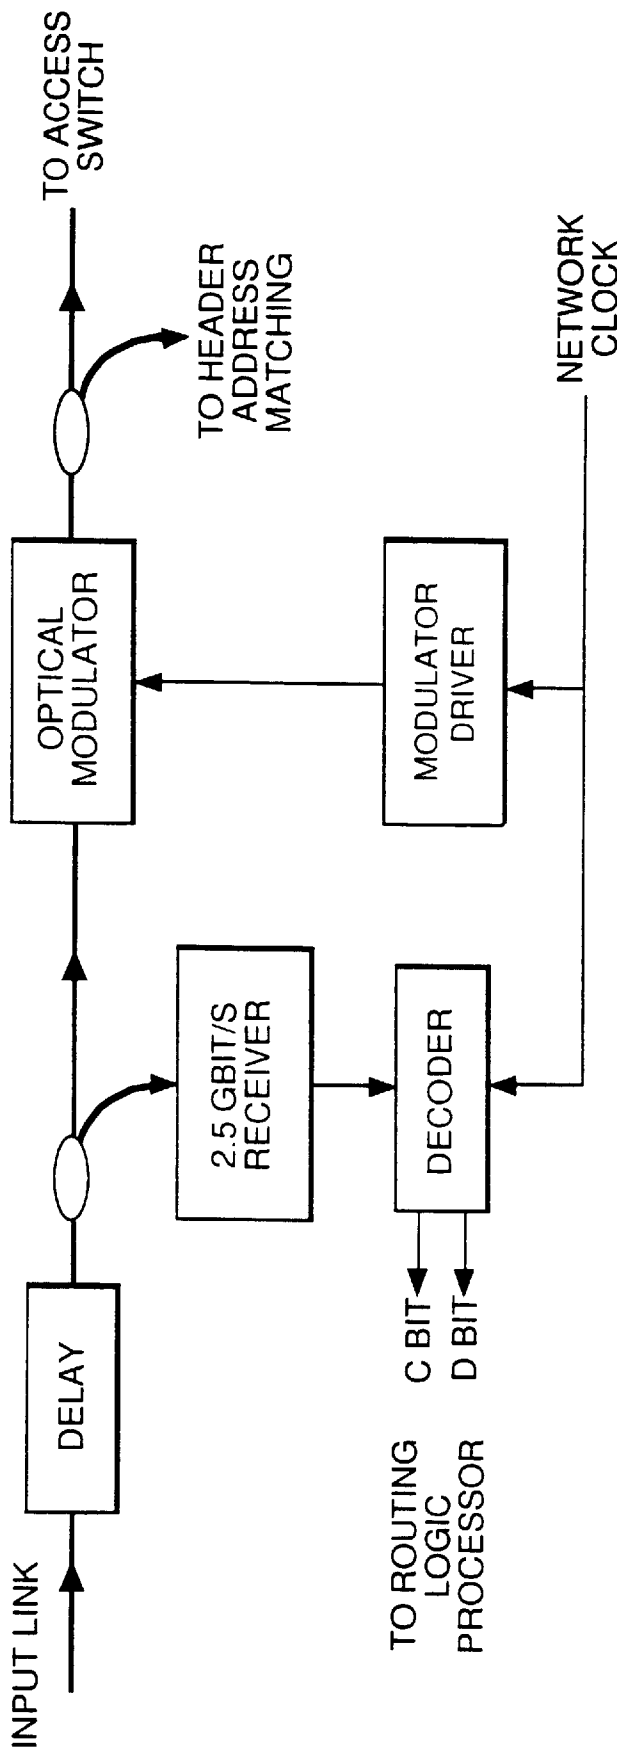 INPUT LINK
DELAY
2.5 GBIT/S
RECEIVER
OPTICAL
MODULATOR
TO ACCESS
SWITCH
TO HEADER
ADDRESS
MATCHING
TO ROUTING
LOGIC
PROCESSOR
C BIT
D BIT
DECODER
MODULATOR
DRIVER
NETWORK
CLOCK